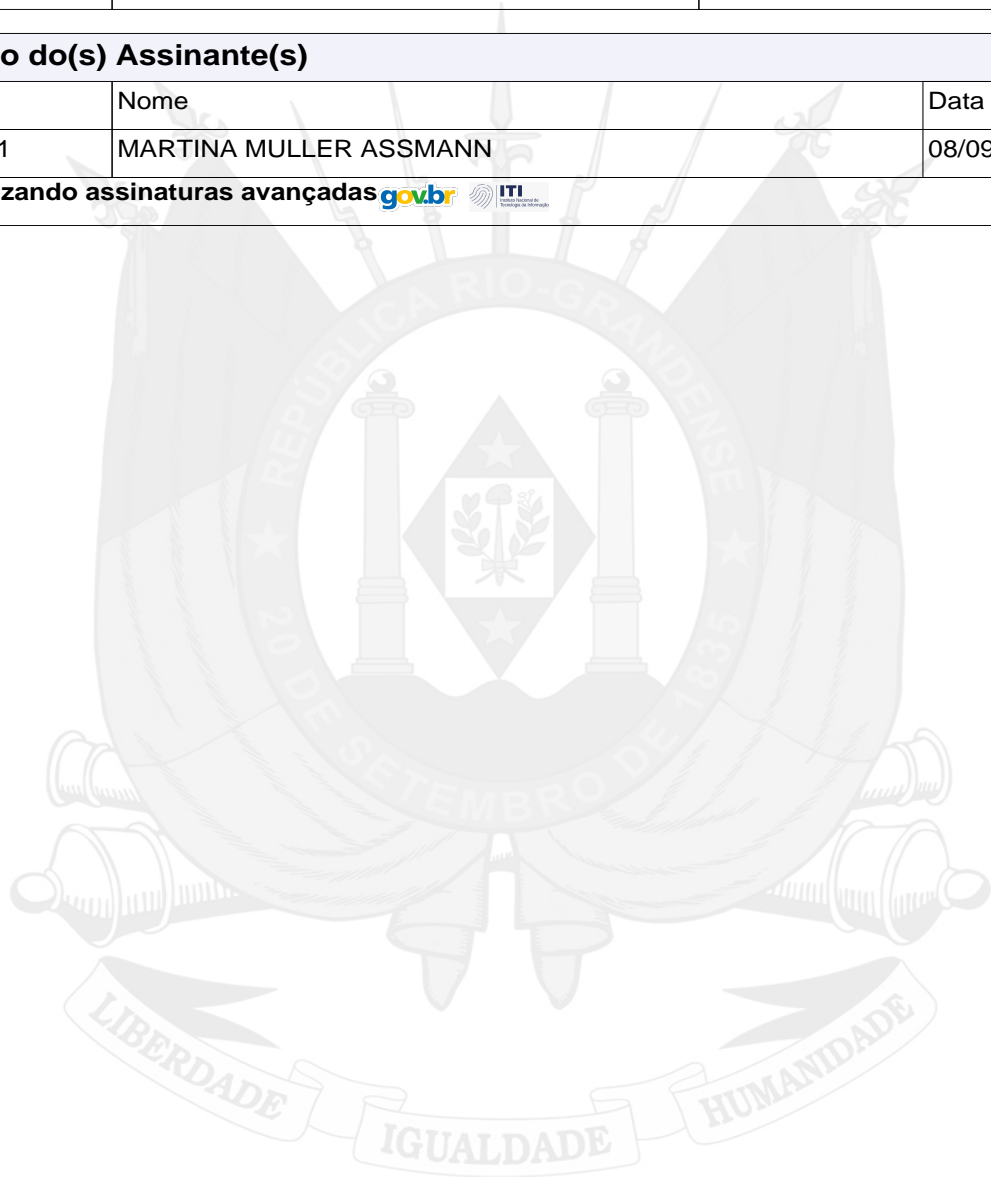 o do(s) Assinante(s)
Nome Data
1 MARTINA MULLER ASSMANN 08/09
zando assinaturas avançadas gov.br ITI
REPÚBLICA RIO-GRANDENSE
20 DE SETEMBRO DE 1835
LIBERDADE IGUALDADE HUMANIDADE